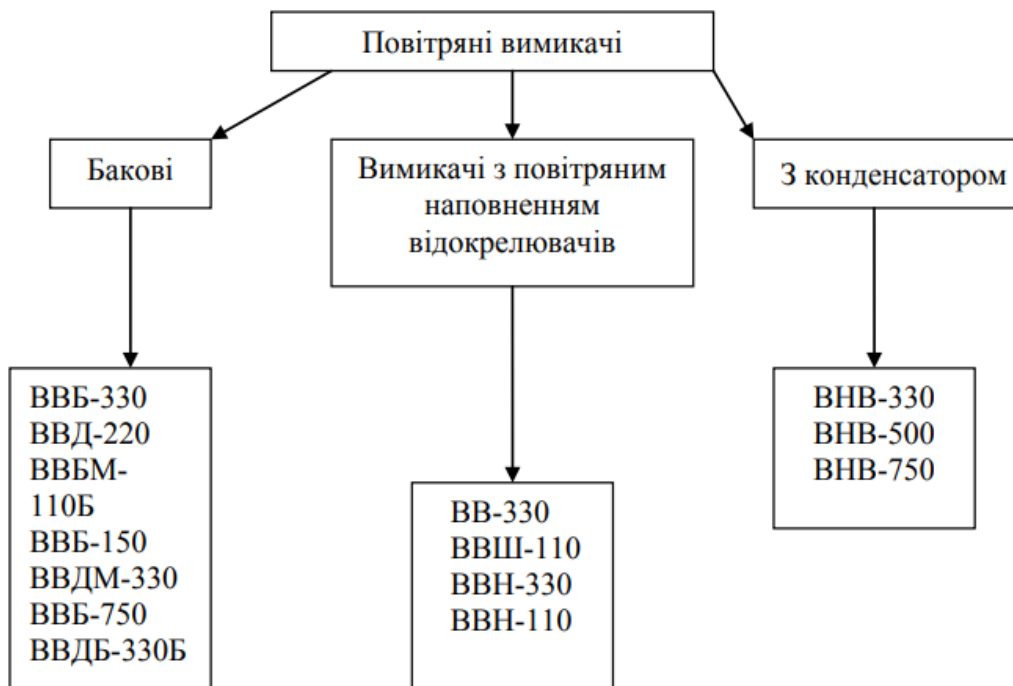 Повітряні вимикачі
Бакові
Вимикачі з повітряним
наповненням
відокрелювачів
З конденсатором
ВВБ-330
ВВД-220
ВВБМ-
110Б
ВВБ-150
ВВДМ-330
ВВБ-750
ВВДБ-330Б
ВВ-330
ВВШ-110
ВВН-330
ВВН-110
ВНВ-330
ВНВ-500
ВНВ-750